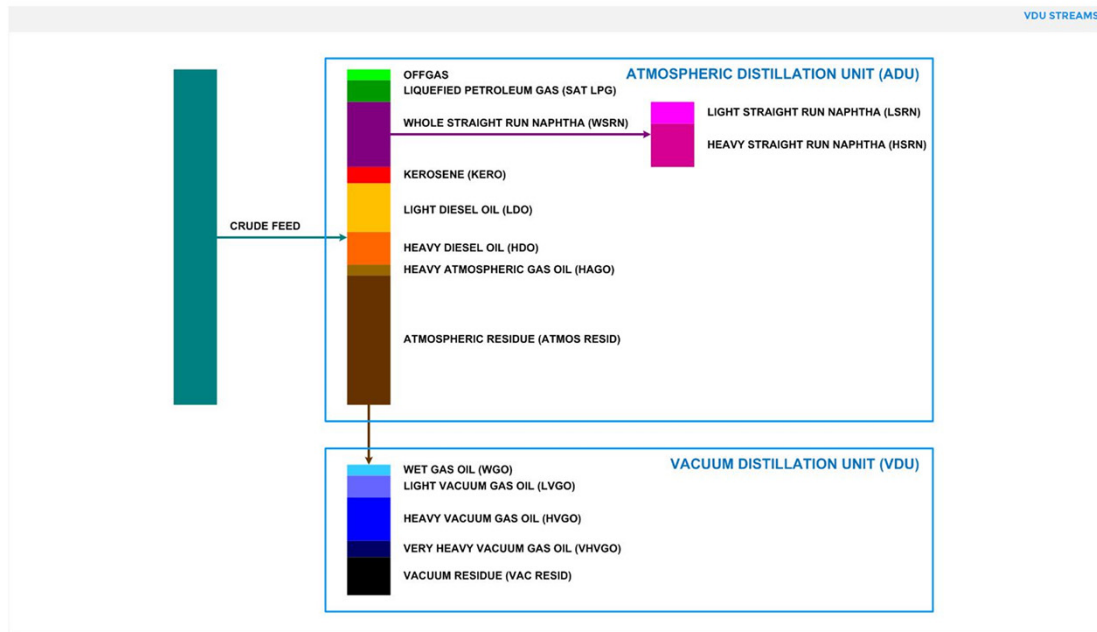 VDU STREAMS
ATMOSPHERIC DISTILLATION UNIT (ADU)
OFFGAS
LIQUEFIED PETROLEUM GAS (SAT LPG)
WHOLE STRAIGHT RUN NAPHTHA (WSRN)
LIGHT STRAIGHT RUN NAPHTHA (LSRN)
HEAVY STRAIGHT RUN NAPHTHA (HSRN)
KEROSENE (KERO)
LIGHT DIESEL OIL (LDO)
CRUDE FEED
HEAVY DIESEL OIL (HDO)
HEAVY ATMOSPHERIC GAS OIL (HAGO)
ATMOSPHERIC RESIDUE (ATMOS RESID)
VACUUM DISTILLATION UNIT (VDU)
WET GAS OIL (WGO)
LIGHT VACUUM GAS OIL (LVGO)
HEAVY VACUUM GAS OIL (HVGO)
VERY HEAVY VACUUM GAS OIL (VHVGO)
VACUUM RESIDUE (VAC RESID)